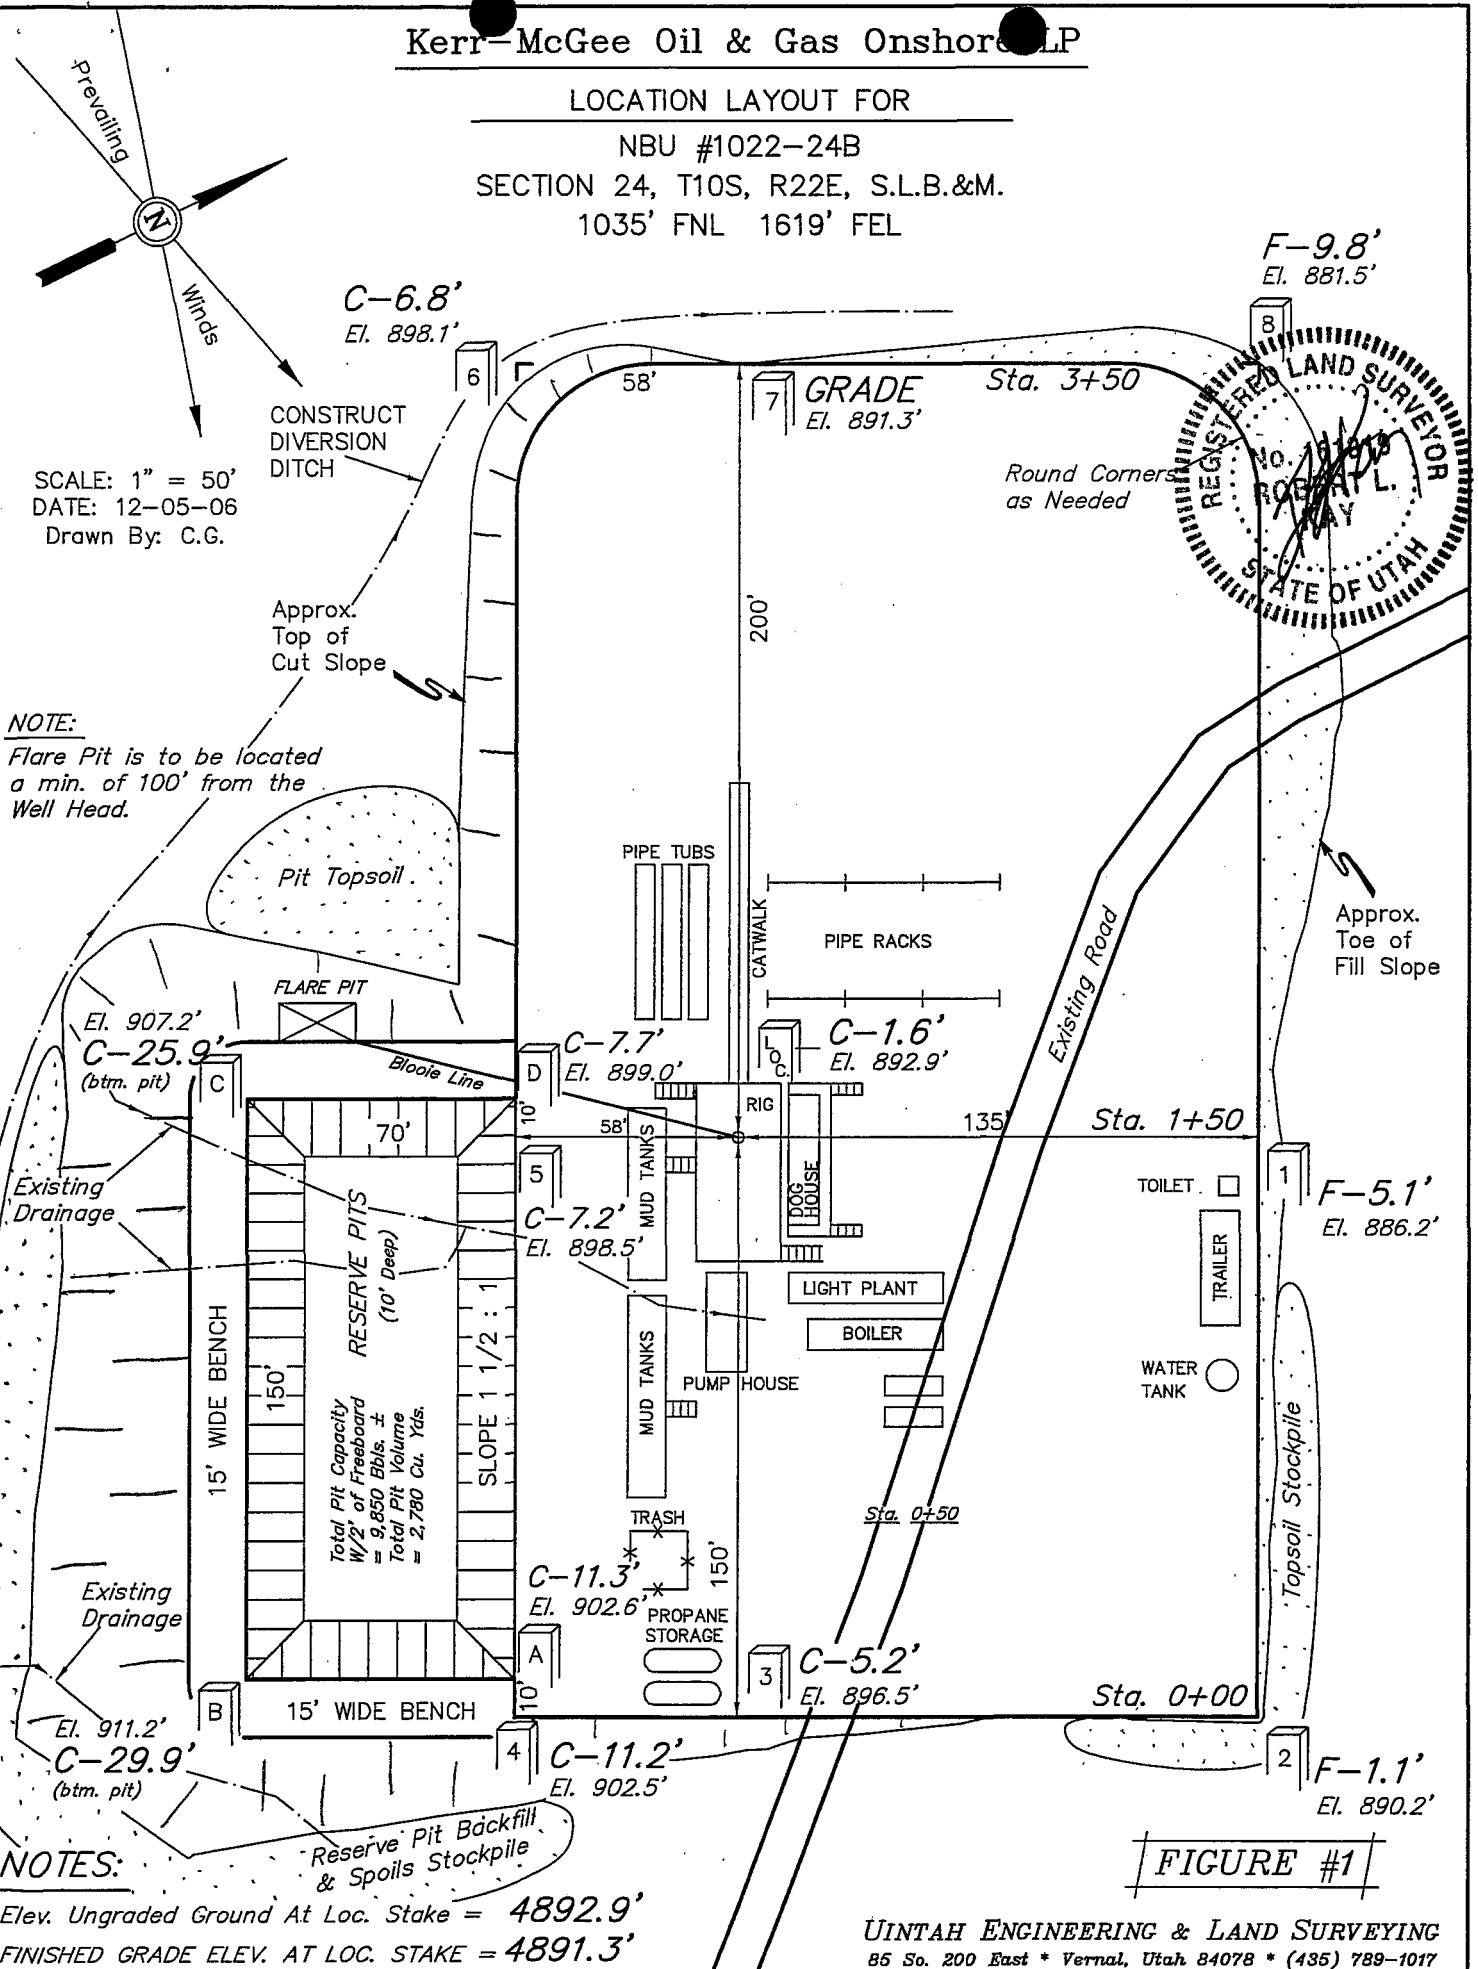 Kerr-McGee Oil & Gas Onshore LP
LOCATION LAYOUT FOR
NBU #1022-24B
SECTION 24, T10S, R22E, S.L.B.&M.
1035' FNL 1619' FEL
Prevailing
N
Winds
SCALE: 1" = 50'
DATE: 12-05-06
Drawn By: C.G.
C-6.8'
El. 898.1'
6
CONSTRUCT
DIVERSION
DITCH
58'
7
GRADE
El. 891.3'
Sta. 3+50
F-9.8'
El. 881.5'
8
REGISTERED LAND SURVEYOR
No.
ROBERT L.
KAY
STATE OF UTAH
Round Corners
as Needed
Approx.
Top of
Cut Slope
200'
NOTE:
Flare Pit is to be located
a min. of 100' from the
Well Head.
Pit Topsoil
PIPE TUBS
CATWALK
PIPE RACKS
Existing Road
Approx.
Toe of
Fill Slope
FLARE PIT
El. 907.2'
C-25.9'
(btm. pit)
C
Blooie Line
D
C-7.7'
El. 899.0'
LOC.
C-1.6'
El. 892.9'
RIG
10'
58'
135'
Sta. 1+50
70'
MUD TANKS
DOG
HOUSE
5
C-7.2'
El. 898.5'
TOILET
1
F-5.1'
El. 886.2'
TRAILER
Existing
Drainage
RESERVE PITS
(10' Deep)
SLOPE 1 1/2 : 1
15' WIDE BENCH
150'
Total Pit Capacity
W/2' of Freeboard
= 9,850 Bbls. ±
Total Pit Volume
= 2,780 Cu. Yds.
MUD TANKS
LIGHT PLANT
BOILER
PUMP HOUSE
WATER
TANK
Sta. 0+50
Topsoil Stockpile
TRASH
150'
C-11.3'
El. 902.6'
PROPANE
STORAGE
A
10'
Existing
Drainage
B
15' WIDE BENCH
3
C-5.2'
El. 896.5'
Sta. 0+00
El. 911.2'
C-29.9'
(btm. pit)
4
C-11.2'
El. 902.5'
2
F-1.1'
El. 890.2'
Reserve Pit Backfill
& Spoils Stockpile
FIGURE #1
NOTES:
Elev. Ungraded Ground At Loc. Stake = 4892.9'
FINISHED GRADE ELEV. AT LOC. STAKE = 4891.3'
UINTAH ENGINEERING & LAND SURVEYING
85 So. 200 East * Vernal, Utah 84078 * (435) 789-1017